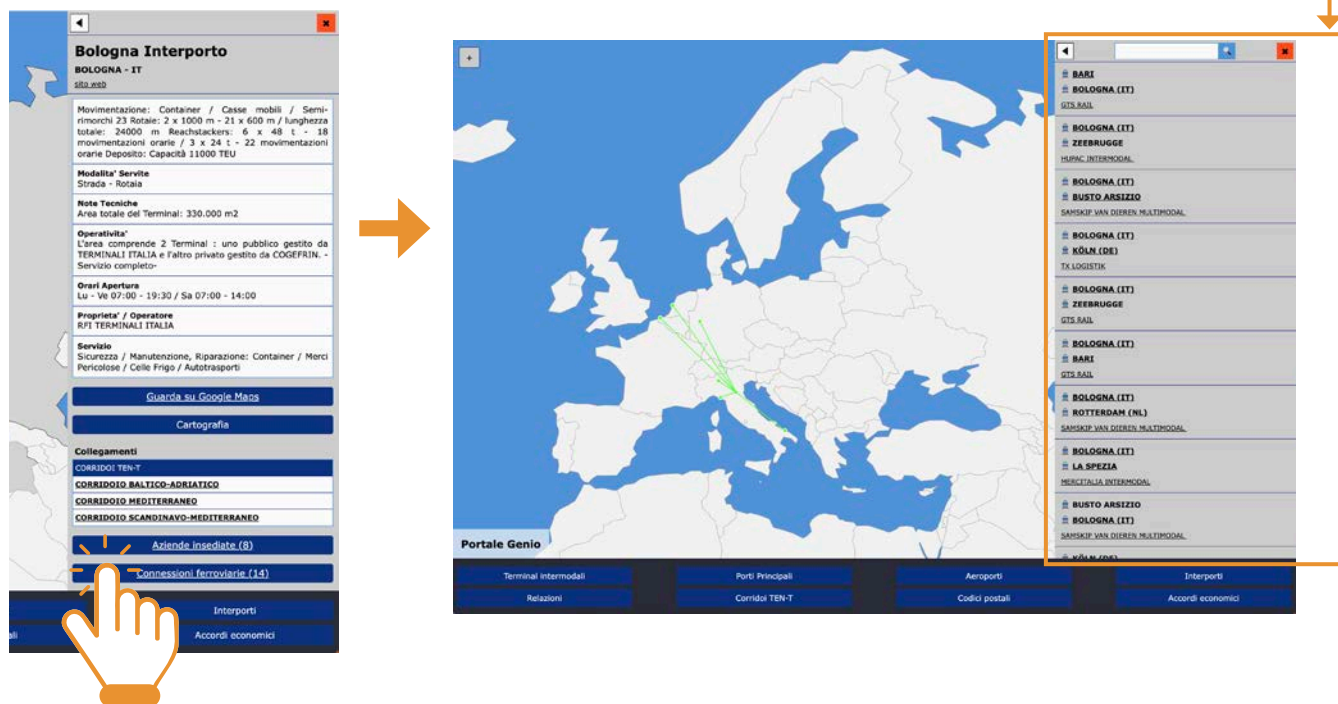 Bologna Interporto
BOLOGNA - IT
sito web
Movimentazione: Container / Casse mobili / Semi-
rimorchi 23 Rotaie: 2 x 1000 m - 21 x 600 m / lunghezza
totale: 24000 m Reachstackers: 6 x 48 t - 18
movimentazioni orarie / 3 x 24 t - 22 movimentazioni
orarie Deposito: Capacità 11000 TEU
Modalita' Servite
Strada - Rotaia
Note Tecniche
Area totale del Terminal: 330.000 m2
Operativita'
L'area comprende 2 Terminal : uno pubblico gestito da
TERMINALI ITALIA e l'altro privato gestito da COGEFRIN. -
Servizio completo-
Orari Apertura
Lu - Ve 07:00 - 19:30 / Sa 07:00 - 14:00
Proprieta' / Operatore
RFI TERMINALI ITALIA
Servizio
Sicurezza / Manutenzione, Riparazione: Container / Merci
Pericolose / Celle Frigo / Autotrasporti
Guarda su Google Maps
Cartografia
Collegamenti
CORRIDOI TEN-T
CORRIDOIO BALTICO-ADRIATICO
CORRIDOIO MEDITERRANEO
CORRIDOIO SCANDINAVO-MEDITERRANEO
Aziende insediate (8)
Connessioni ferroviarie (14)
Interporti
ali
Accordi economici
+
Portale Genio
Terminal intermodali
Porti Principali
Aeroporti
Interporti
Relazioni
Corridoi TEN-T
Codici postali
Accordi economici
BARI
BOLOGNA (IT)
GTS RAIL
BOLOGNA (IT)
ZEEBRUGGE
HUPAC INTERMODAL
BOLOGNA (IT)
BUSTO ARSIZIO
SAMSKIP VAN DIEREN MULTIMODAL
BOLOGNA (IT)
KÖLN (DE)
TX LOGISTIK
BOLOGNA (IT)
ZEEBRUGGE
GTS RAIL
BOLOGNA (IT)
BARI
GTS RAIL
BOLOGNA (IT)
ROTTERDAM (NL)
SAMSKIP VAN DIEREN MULTIMODAL
BOLOGNA (IT)
LA SPEZIA
MERCITALIA INTERMODAL
BUSTO ARSIZIO
BOLOGNA (IT)
SAMSKIP VAN DIEREN MULTIMODAL
KÖLN (DE)